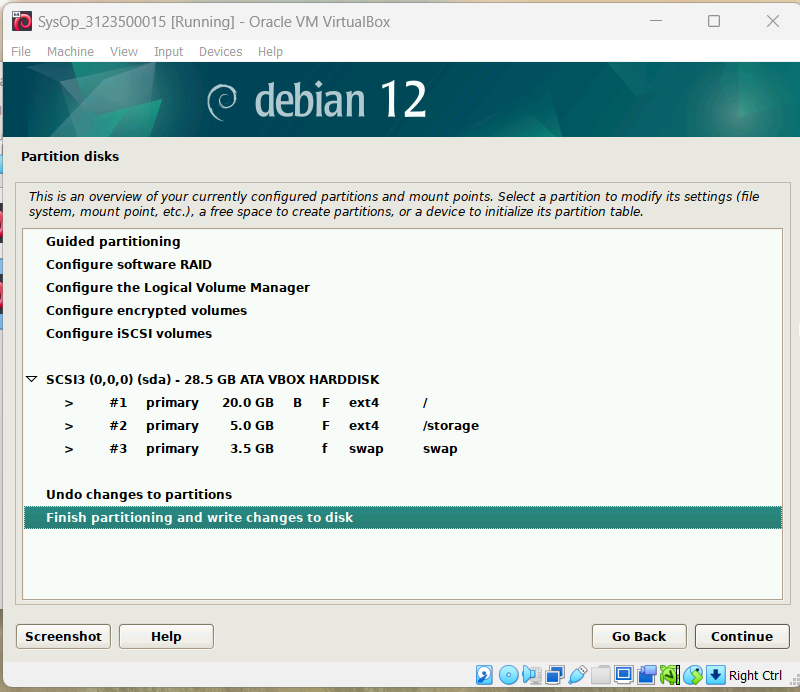 SysOp_3123500015 [Running] - Oracle VM VirtualBox
File Machine View Input Devices Help
debian 12
Partition disks
This is an overview of your currently configured partitions and mount points. Select a partition to modify its settings (file
system, mount point, etc.), a free space to create partitions, or a device to initialize its partition table.
Guided partitioning
Configure software RAID
Configure the Logical Volume Manager
Configure encrypted volumes
Configure iSCSI volumes
SCSI3 (0,0,0) (sda) - 28.5 GB ATA VBOX HARDDISK
> #1 primary 20.0 GB B F ext4 /
> #2 primary 5.0 GB F ext4 /storage
> #3 primary 3.5 GB f swap swap
Undo changes to partitions
Finish partitioning and write changes to disk
Screenshot Help Go Back Continue
Right Ctrl